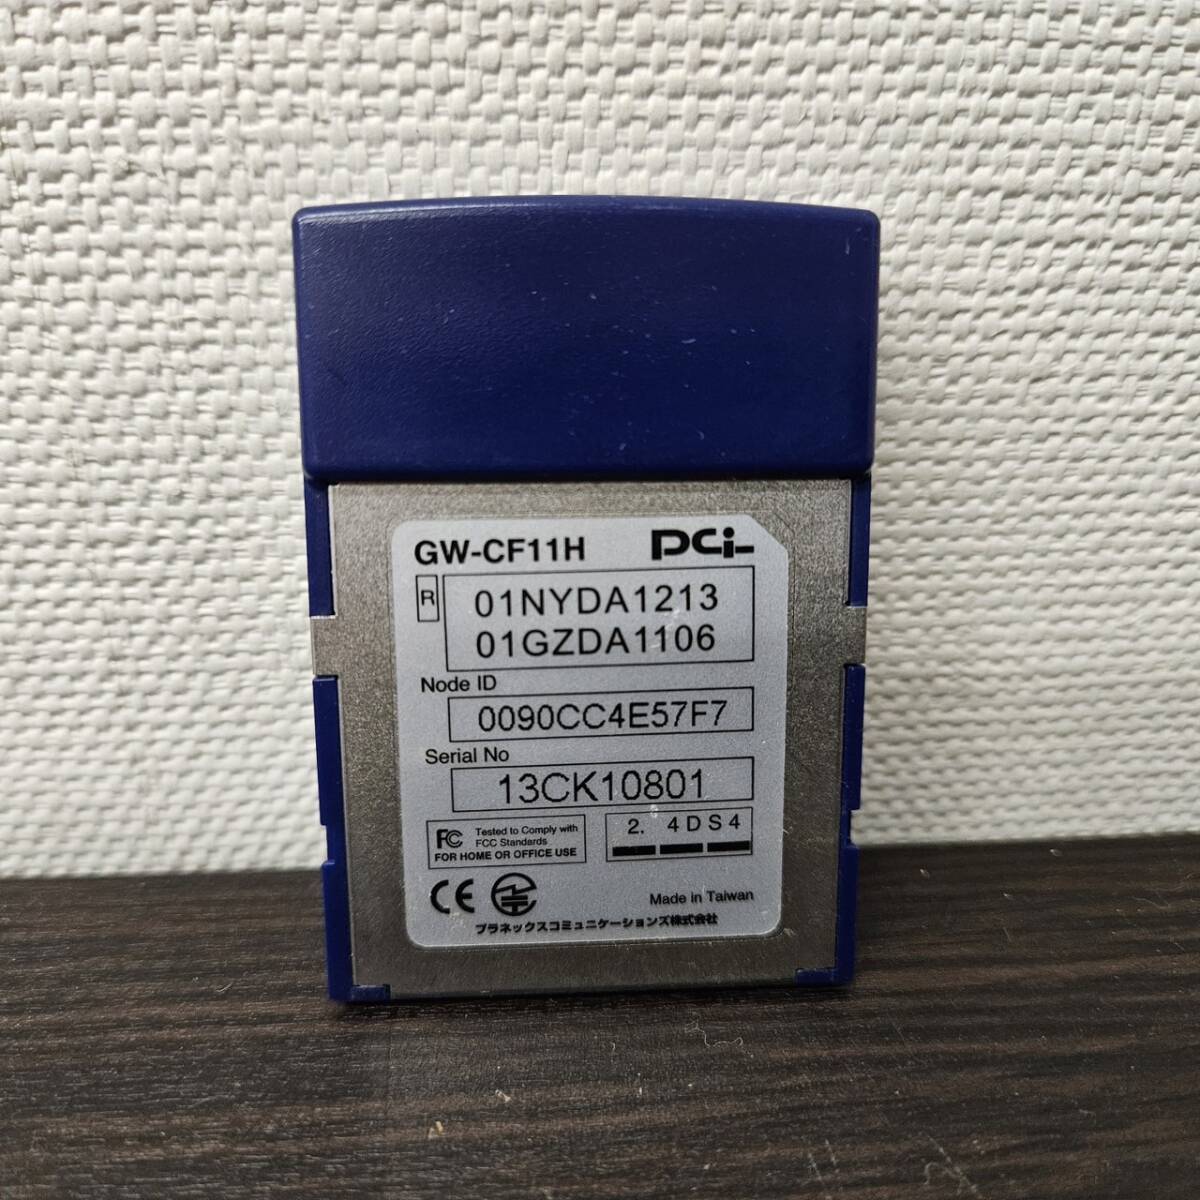 GW-CF11H PCi
R 01NYDA1213
01GZDA1106
Node ID
0090CC4E57F7
Serial No
13CK10801
FC Tested to Comply with
FCC Standards
FOR HOME OR OFFICE USE
2. 4 D S 4
CE
Made in Taiwan
プラネックスコミュニケーションズ株式会社